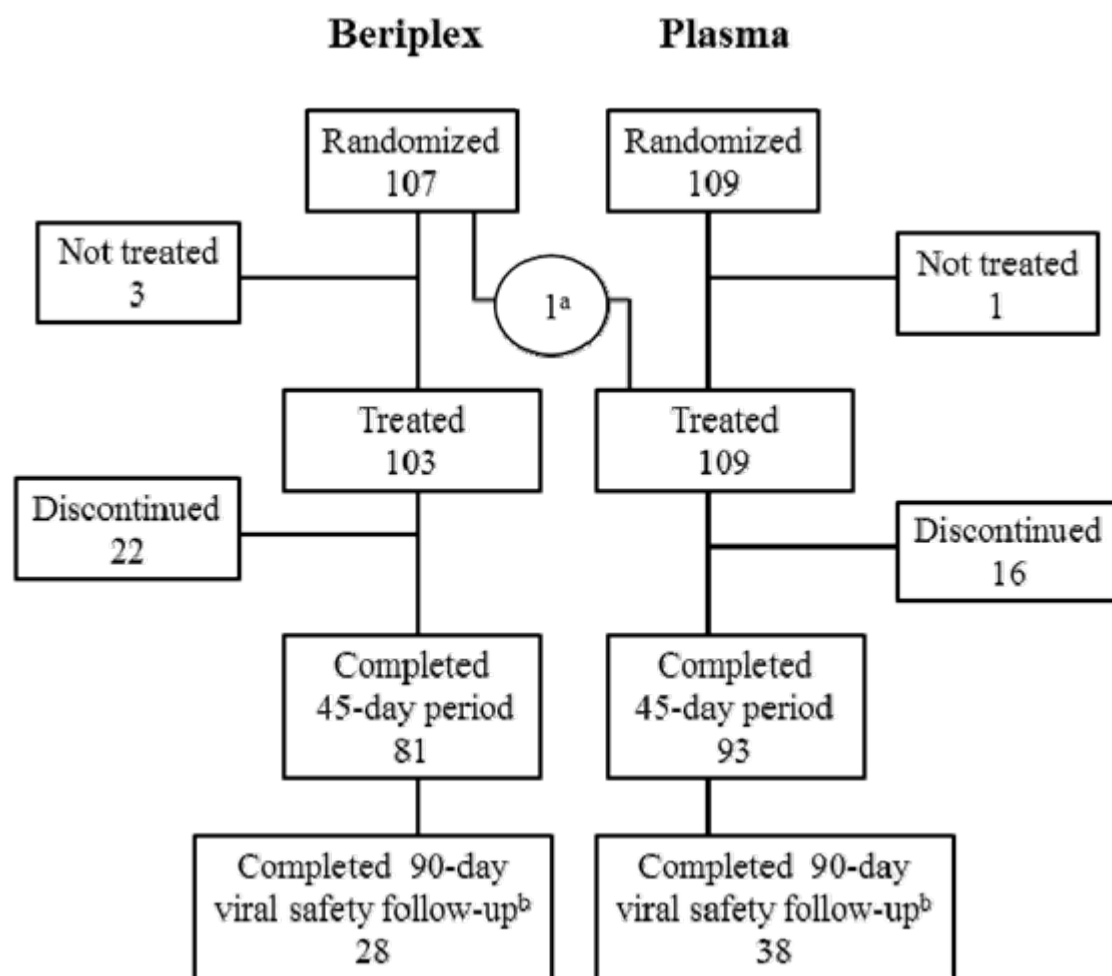 Beriplex Plasma
Randomized
107
Randomized
109
Not treated
3
Not treated
1
1ᵃ
Treated
103
Treated
109
Discontinued
22
Discontinued
16
Completed
45-day period
81
Completed
45-day period
93
Completed 90-day
viral safety follow-upᵇ
28
Completed 90-day
viral safety follow-upᵇ
38